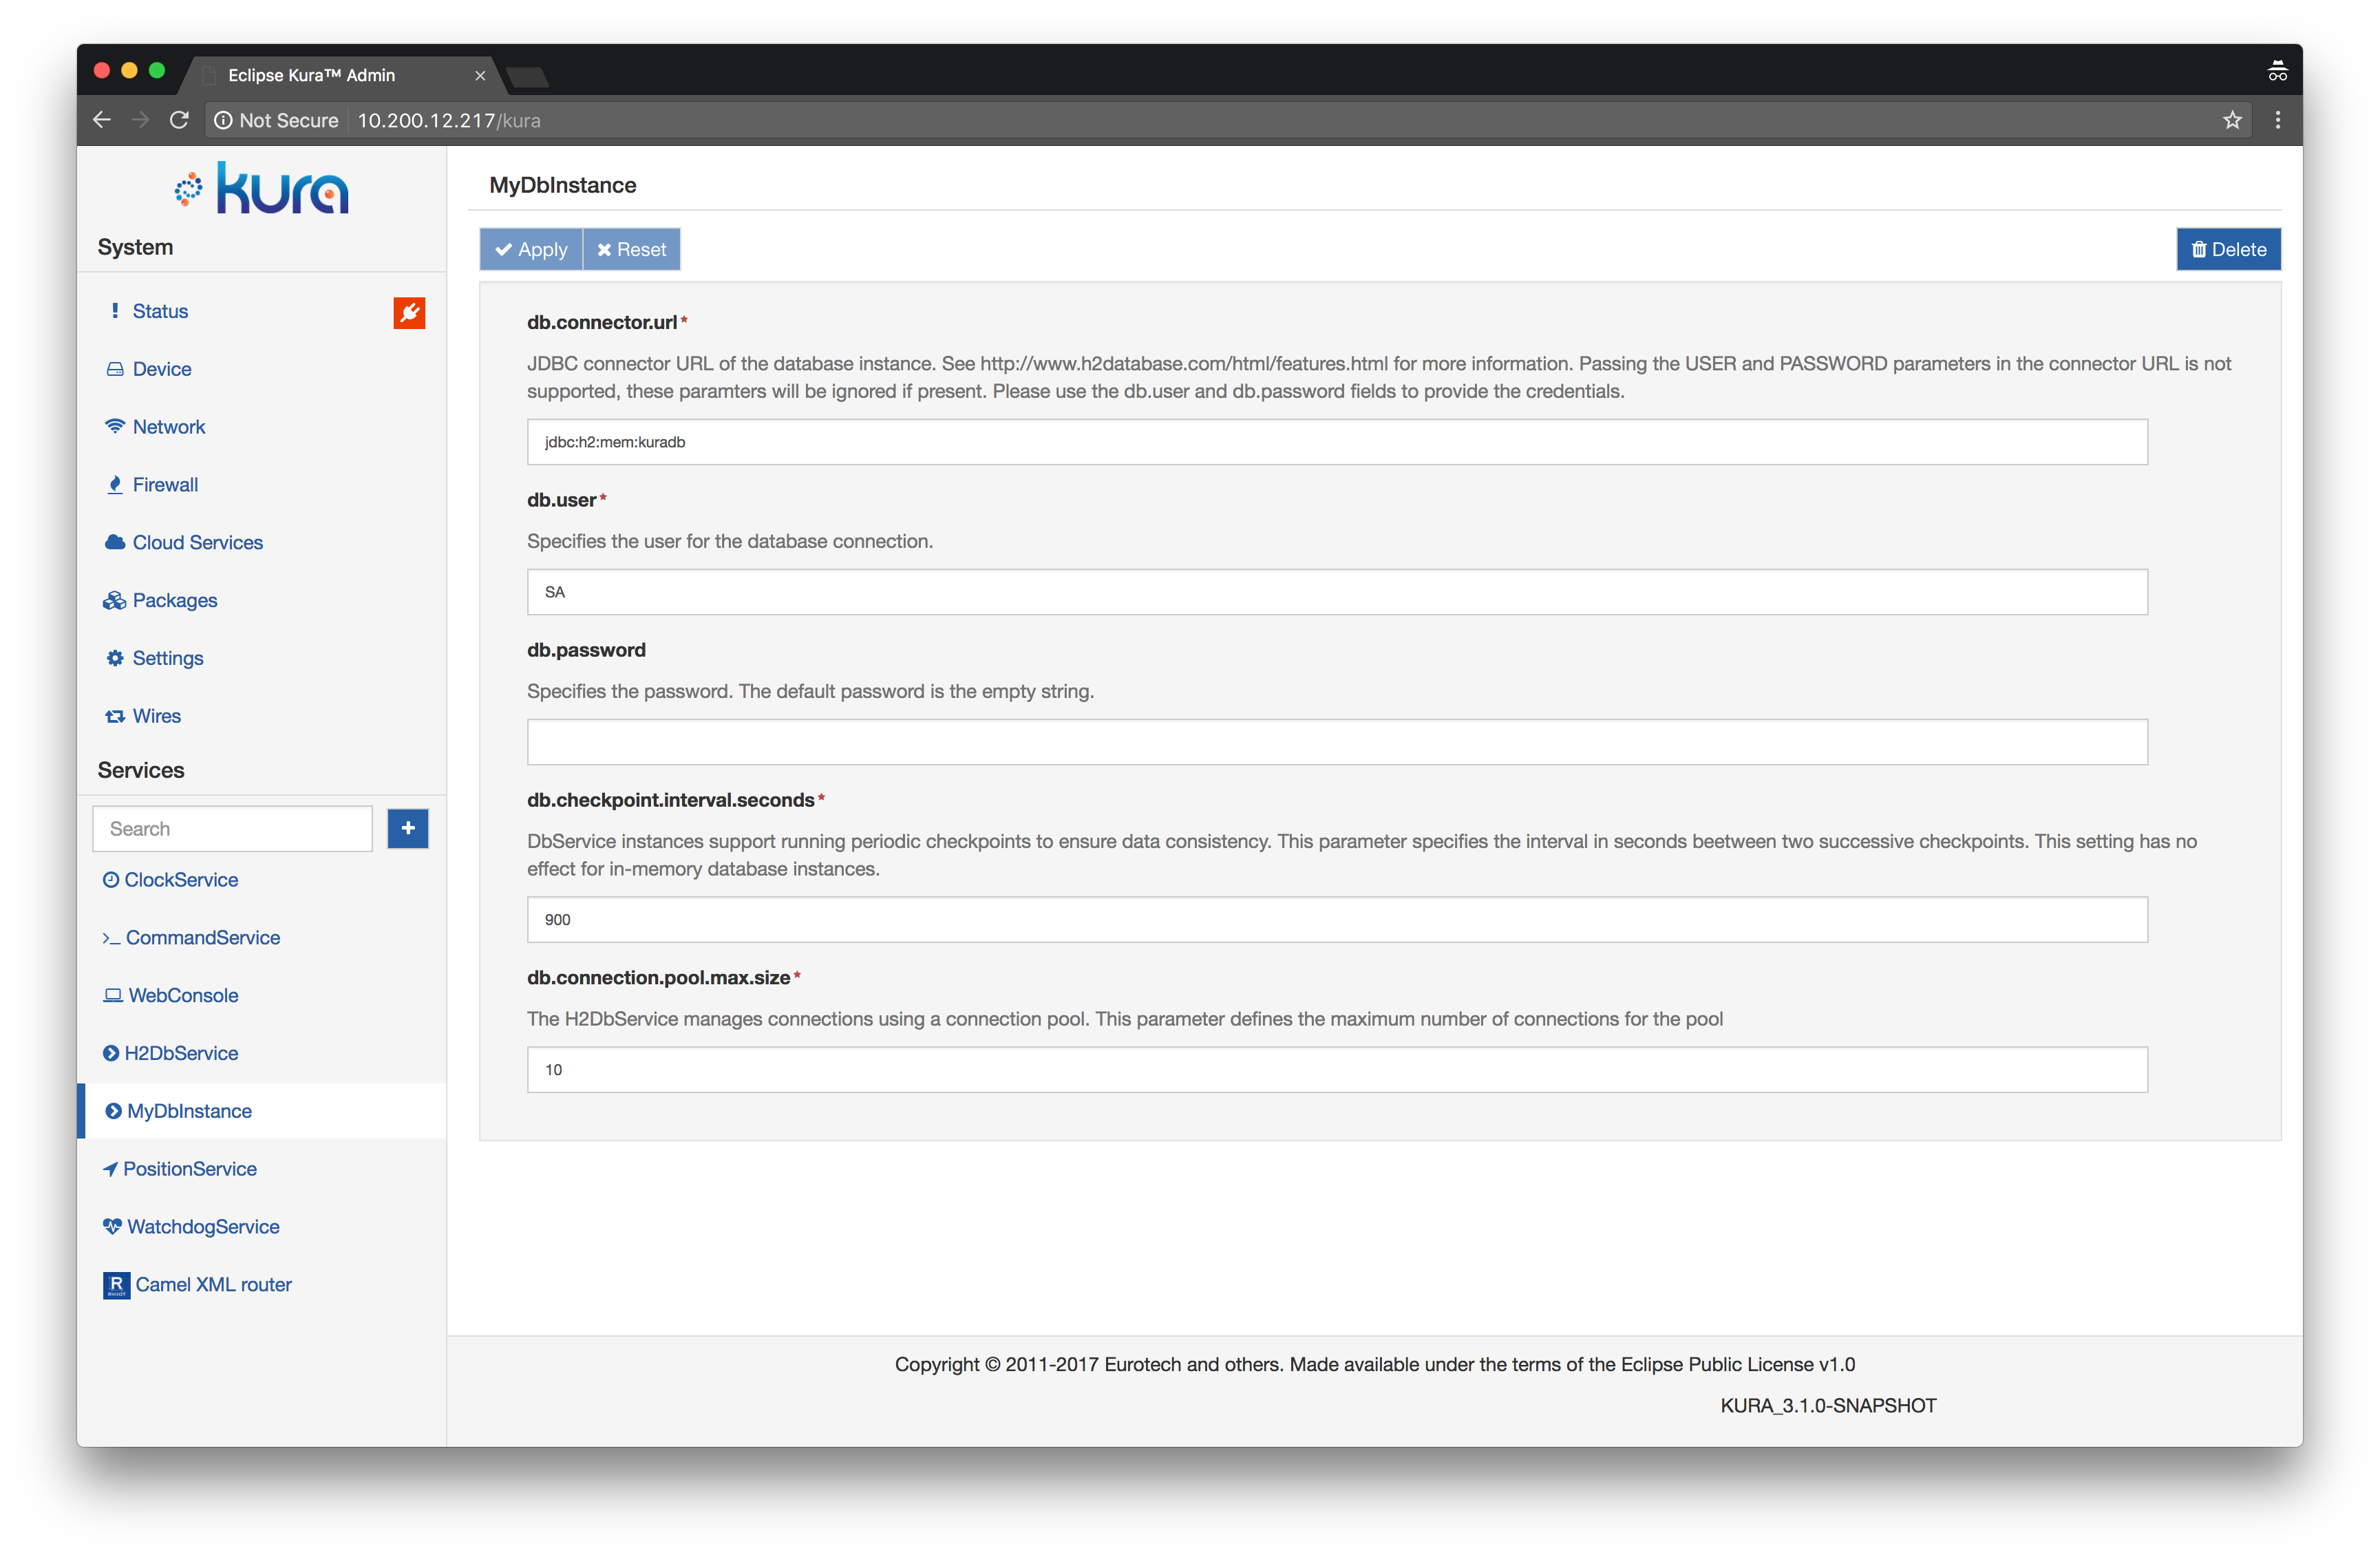 Eclipse Kura™ Admin
Not Secure 10.200.12.217/kura
kura
System
Status
Device
Network
Firewall
Cloud Services
Packages
Settings
Wires
Services
Search
ClockService
CommandService
WebConsole
H2DbService
MyDbInstance
PositionService
WatchdogService
R
RHIOT
Camel XML router
MyDbInstance
Apply Reset Delete
db.connector.url*
JDBC connector URL of the database instance. See http://www.h2database.com/html/features.html for more information. Passing the USER and PASSWORD parameters in the connector URL is not
supported, these paramters will be ignored if present. Please use the db.user and db.password fields to provide the credentials.
jdbc:h2:mem:kuradb
db.user*
Specifies the user for the database connection.
SA
db.password
Specifies the password. The default password is the empty string.
db.checkpoint.interval.seconds*
DbService instances support running periodic checkpoints to ensure data consistency. This parameter specifies the interval in seconds beetween two successive checkpoints. This setting has no
effect for in-memory database instances.
900
db.connection.pool.max.size*
The H2DbService manages connections using a connection pool. This parameter defines the maximum number of connections for the pool
10
Copyright © 2011-2017 Eurotech and others. Made available under the terms of the Eclipse Public License v1.0
KURA_3.1.0-SNAPSHOT